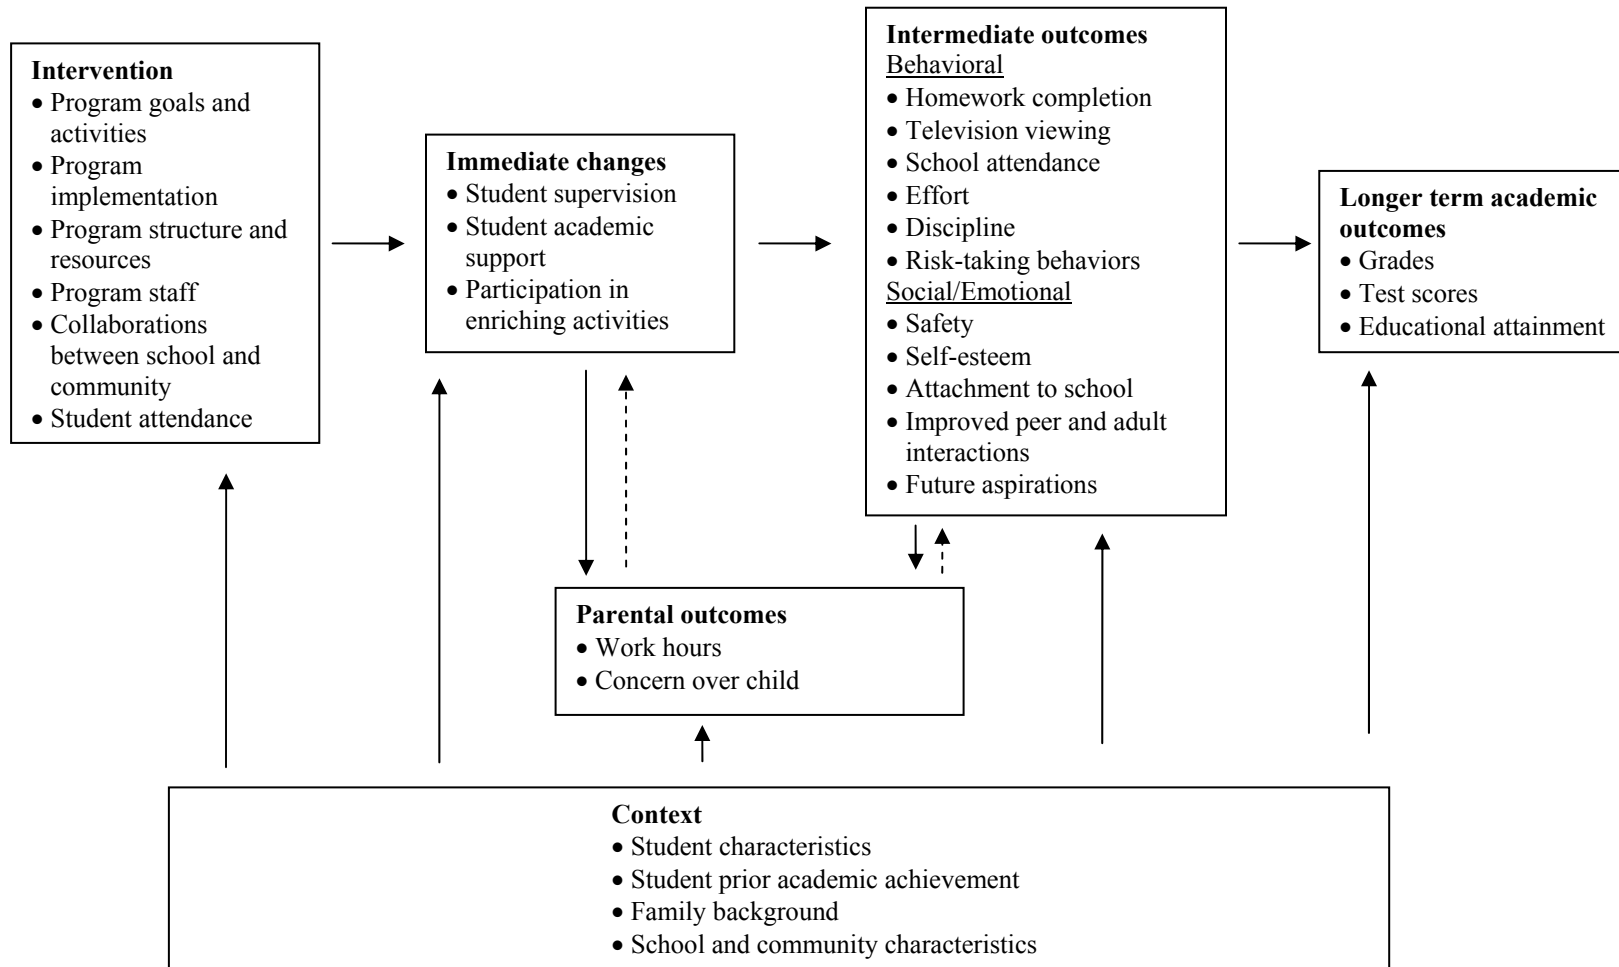 Intervention
• Program goals and
activities
• Program
implementation
• Program structure and
resources
• Program staff
• Collaborations
between school and
community
• Student attendance
Immediate changes
• Student supervision
• Student academic
support
• Participation in
enriching activities
Intermediate outcomes
Behavioral
• Homework completion
• Television viewing
• School attendance
• Effort
• Discipline
• Risk-taking behaviors
Social/Emotional
• Safety
• Self-esteem
• Attachment to school
• Improved peer and adult
interactions
• Future aspirations
Longer term academic
outcomes
• Grades
• Test scores
• Educational attainment
Parental outcomes
• Work hours
• Concern over child
Context
• Student characteristics
• Student prior academic achievement
• Family background
• School and community characteristics